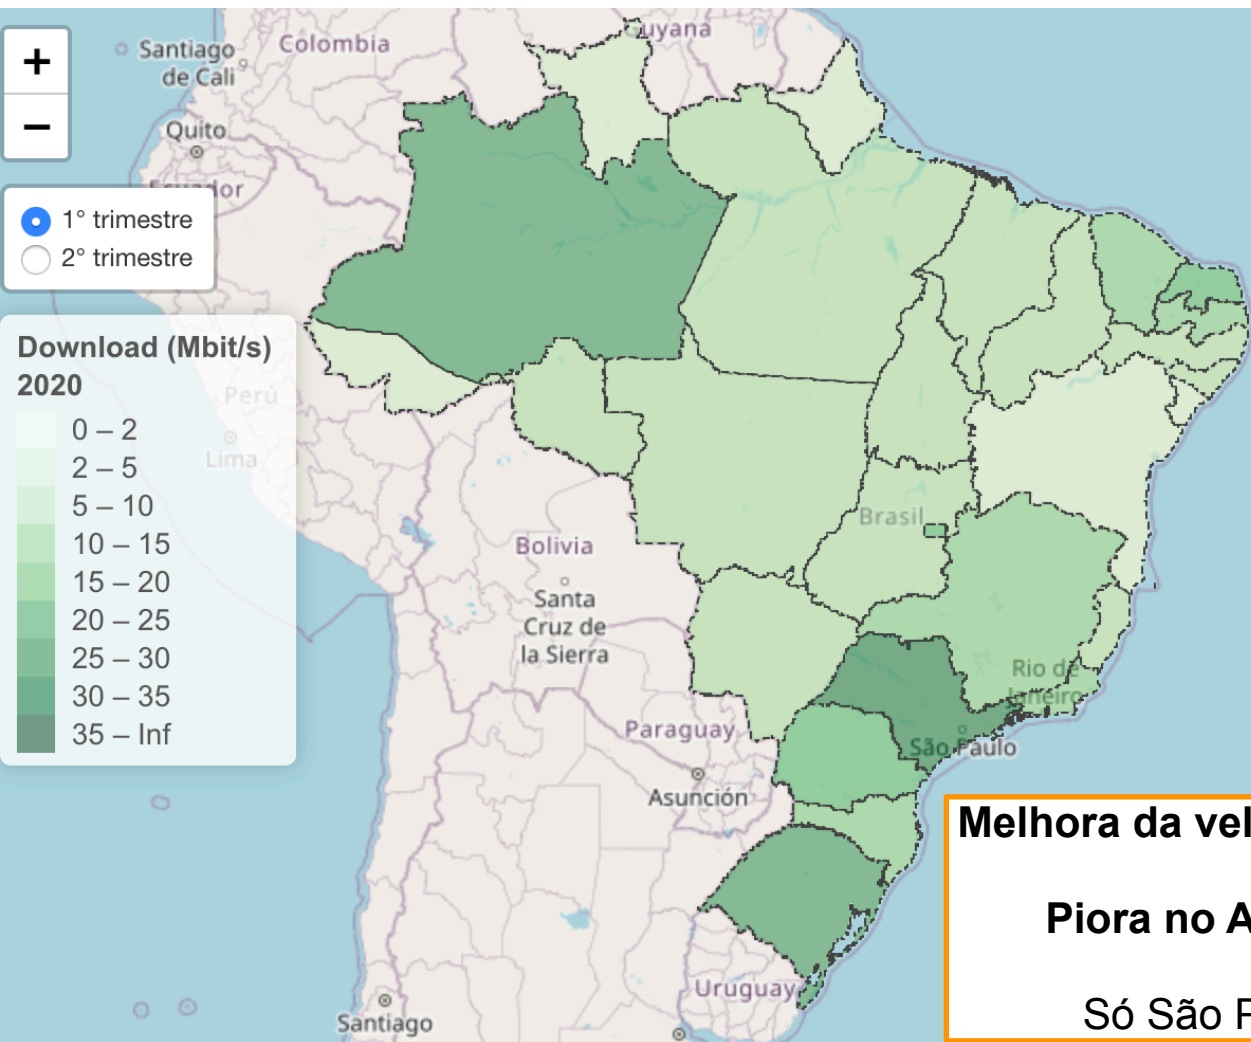 +
−
1° trimestre
2° trimestre
Download (Mbit/s)
2020
0 – 2
2 – 5
5 – 10
10 – 15
15 – 20
20 – 25
25 – 30
30 – 35
35 – Inf
Santiago
de Cali
Colombia
Guyana
Quito
Ecuador
Perú
Lima
Brasil
Bolivia
Santa
Cruz de
la Sierra
Rio de
Janeiro
Paraguay
São Paulo
Asunción
Uruguay
Santiago
Melhora da vel
Piora no A
Só São P